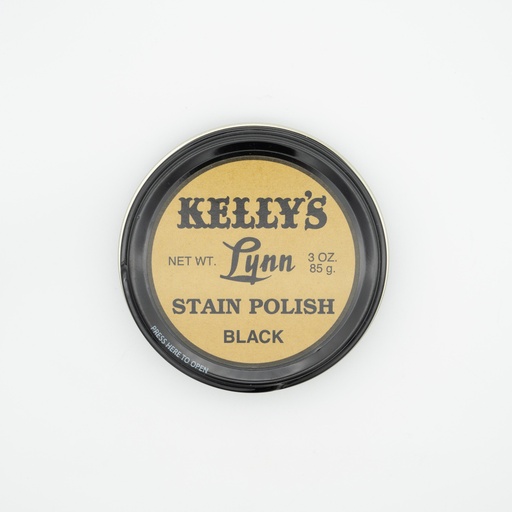 KELLY'S
NET WT. Lynn 3 OZ.
85 g.
STAIN POLISH
BLACK
PRESS HERE TO OPEN